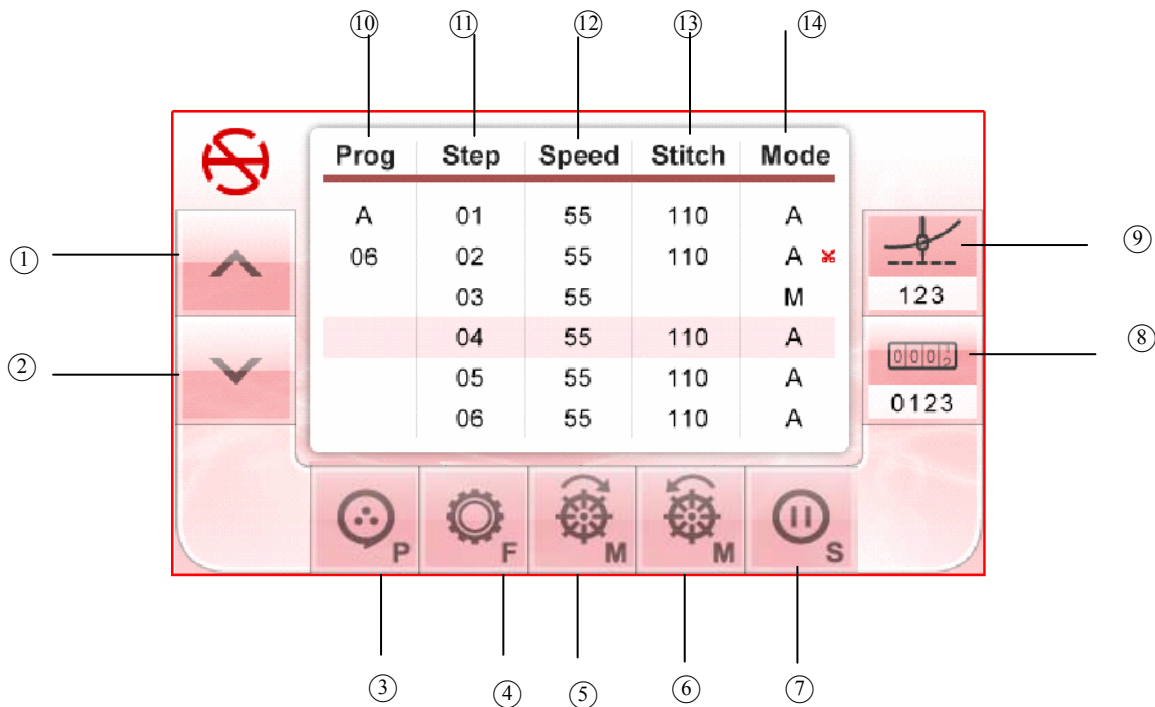 ⑩ ⑪ ⑫ ⑬ ⑭
Prog Step Speed Stitch Mode
A 01 55 110 A
06 02 55 110 A
03 55 M
04 55 110 A
05 55 110 A
06 55 110 A
①
②
⑨
123
⑧
0002
0123
P F M M S
③ ④ ⑤ ⑥ ⑦